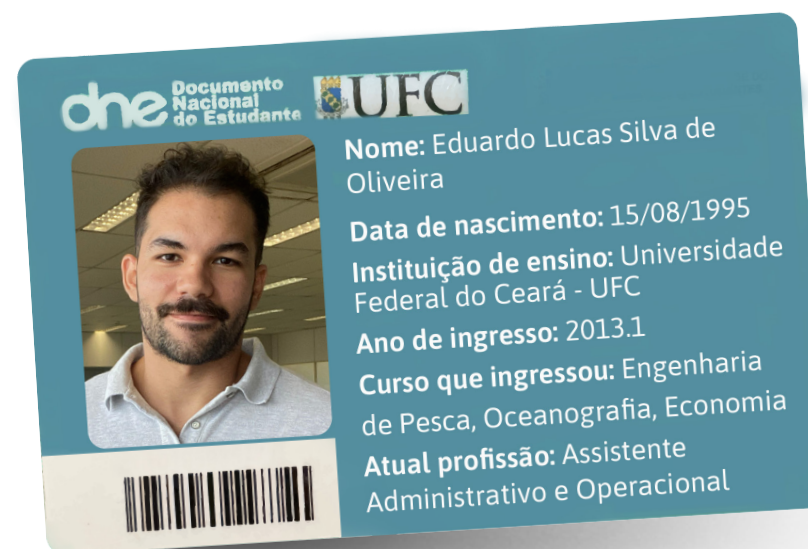 dne Documento
Nacional
do Estudante
UFC
Nome: Eduardo Lucas Silva de
Oliveira
Data de nascimento: 15/08/1995
Instituição de ensino: Universidade
Federal do Ceará - UFC
Ano de ingresso: 2013.1
Curso que ingressou: Engenharia
de Pesca, Oceanografia, Economia
Atual profissão: Assistente
Administrativo e Operacional